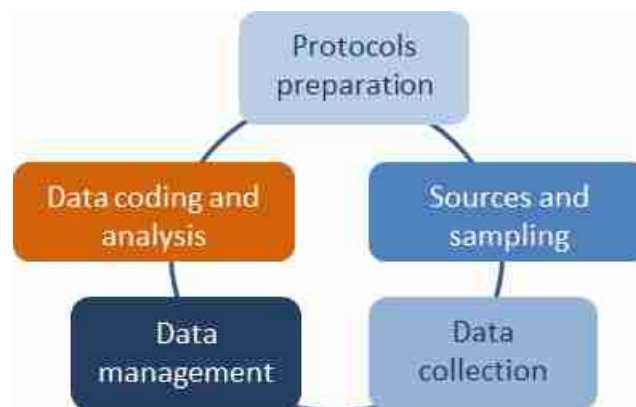 Protocols
preparation
Sources and
sampling
Data
collection
Data
management
Data coding and
analysis